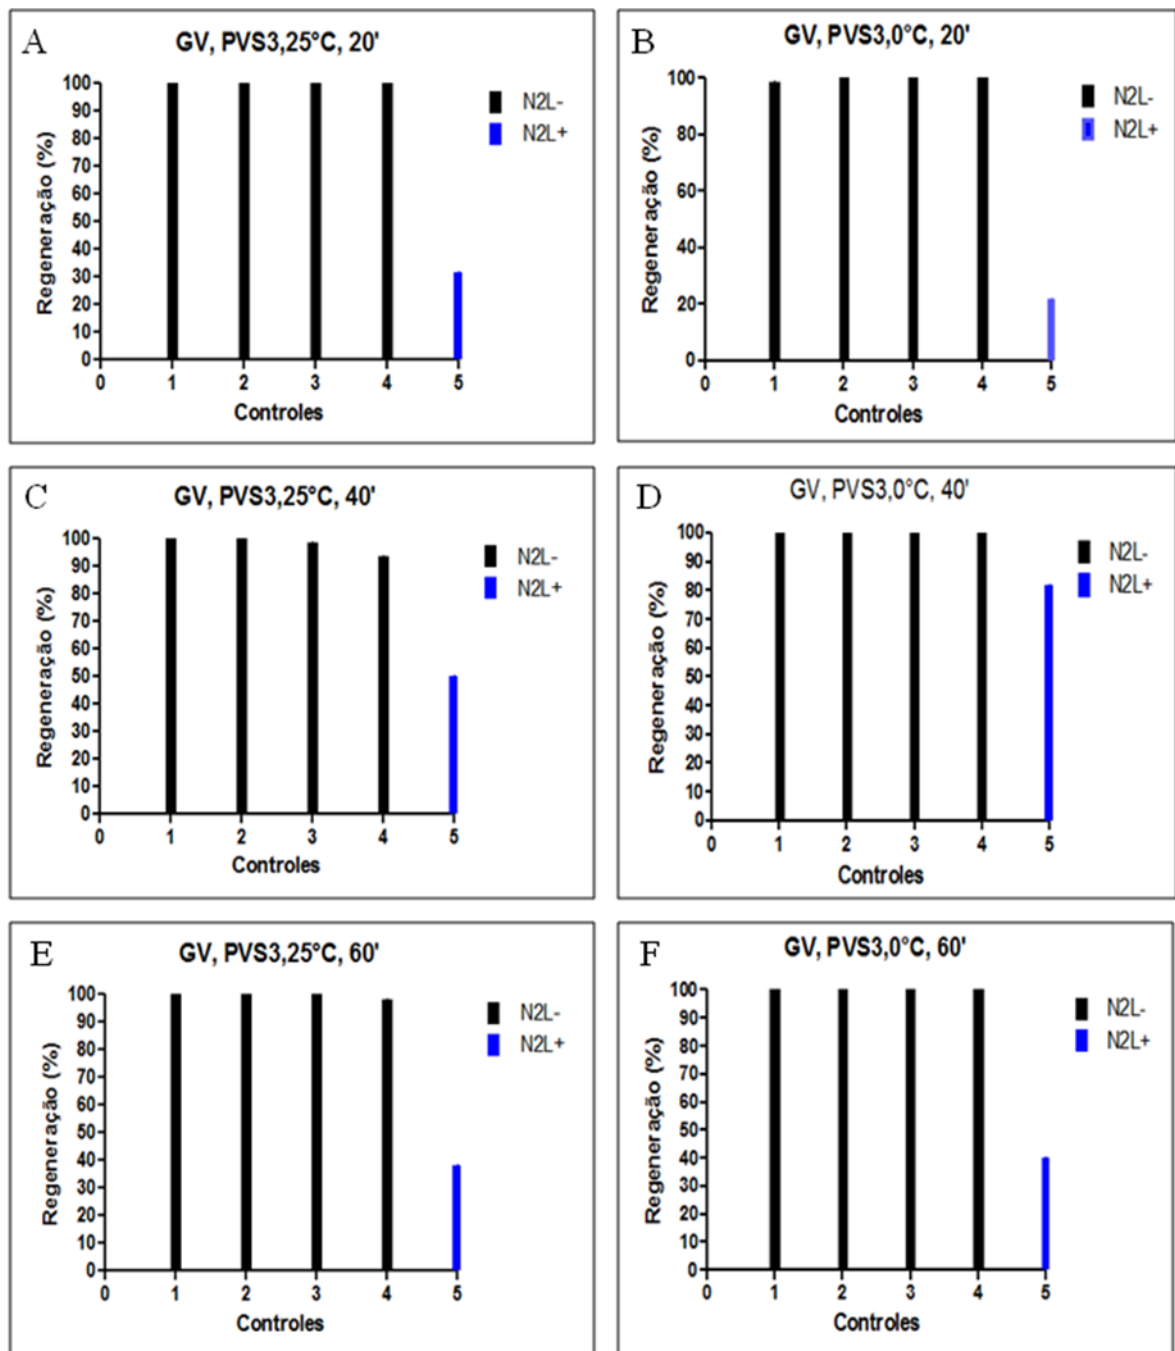 A
GV, PVS3,25°C, 20'
Regeneração (%)
100
90
80
70
60
50
40
30
20
10
0
0 1 2 3 4 5
Controles
N2L-
N2L+
B
GV, PVS3,0°C, 20'
Regeneração (%)
100
80
60
40
20
0
0 1 2 3 4 5
Controles
N2L-
N2L+
C
GV, PVS3,25°C, 40'
Regeneração (%)
100
90
80
70
60
50
40
30
20
10
0
0 1 2 3 4 5
Controles
N2L-
N2L+
D
GV, PVS3,0°C, 40'
Regeneração (%)
100
90
80
70
60
50
40
30
20
10
0
0 1 2 3 4 5
Controles
N2L-
N2L+
E
GV, PVS3,25°C, 60'
Regeneração (%)
100
90
80
70
60
50
40
30
20
10
0
0 1 2 3 4 5
Controles
N2L-
N2L+
F
GV, PVS3,0°C, 60'
Regeneração (%)
100
90
80
70
60
50
40
30
20
10
0
0 1 2 3 4 5
Controles
N2L-
N2L+